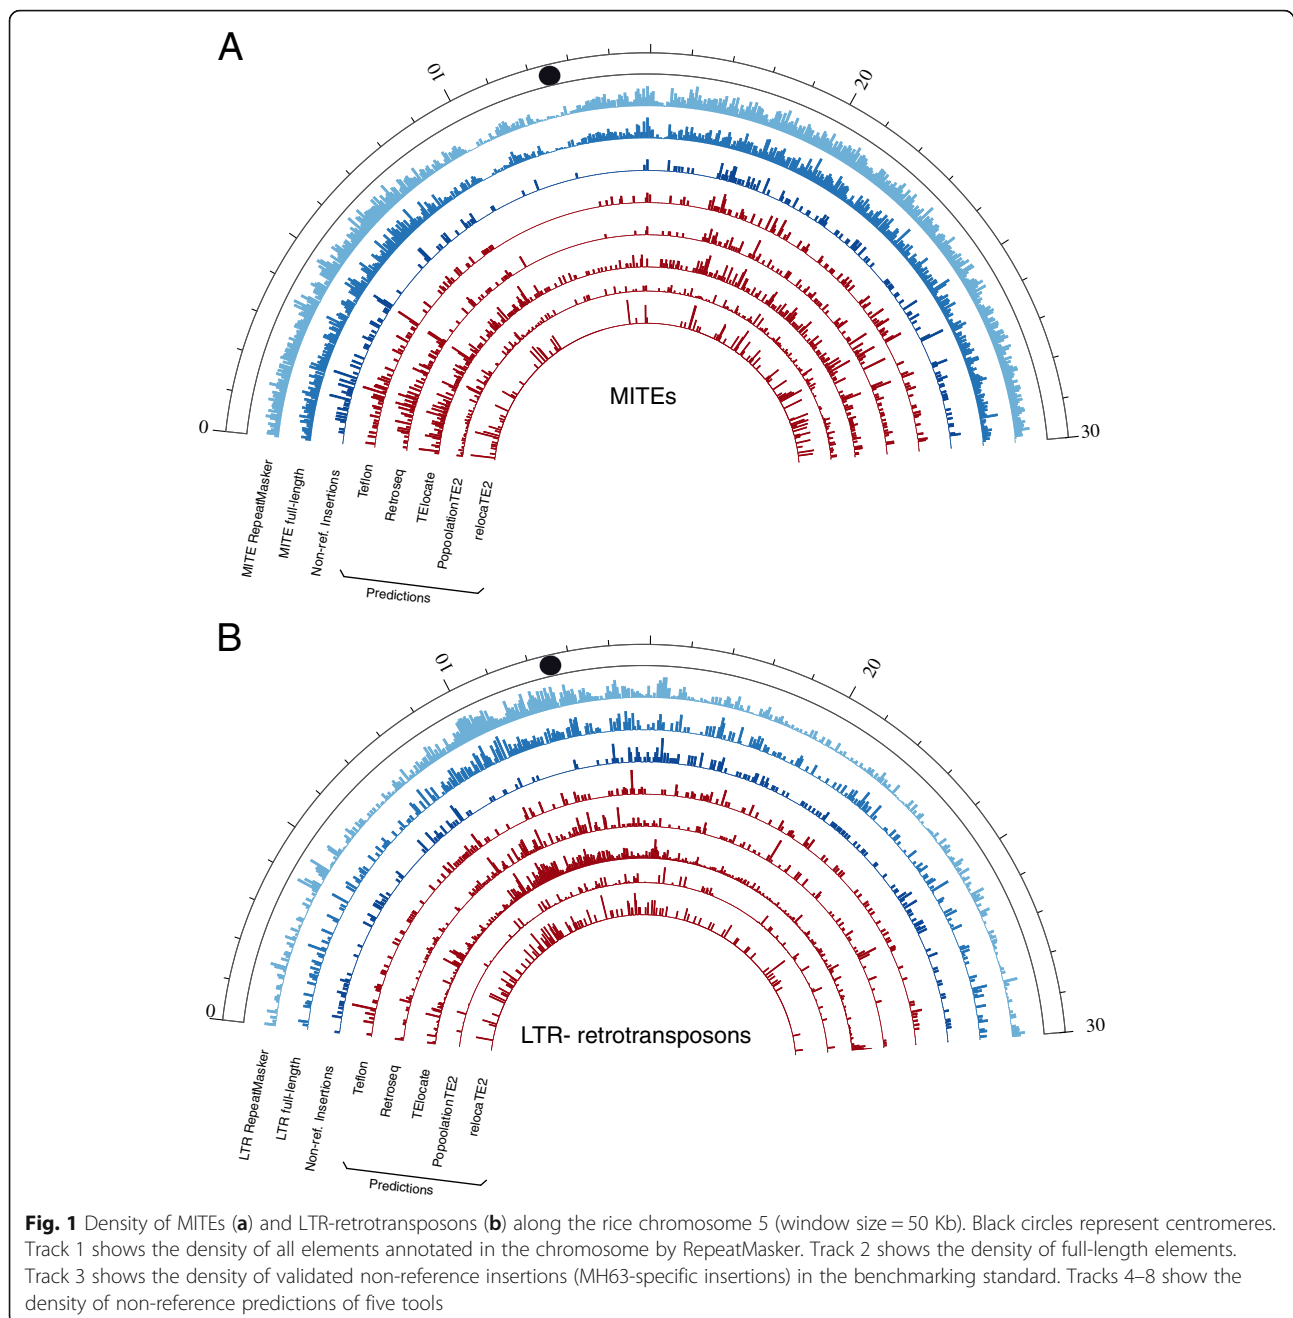 A
10
20
0
30
MITEs
MITE RepeatMasker
MITE full-length
Non-ref. Insertions
Teflon
Retroseq
TElocate
PopoolationTE2
relocaTE2
Predictions
B
10
20
0
30
LTR- retrotransposons
LTR RepeatMasker
LTR full-length
Non-ref. Insertions
Teflon
Retroseq
TElocate
PopoolationTE2
relocaTE2
Predictions
Fig. 1 Density of MITEs (a) and LTR-retrotransposons (b) along the rice chromosome 5 (window size = 50 Kb). Black circles represent centromeres.
Track 1 shows the density of all elements annotated in the chromosome by RepeatMasker. Track 2 shows the density of full-length elements.
Track 3 shows the density of validated non-reference insertions (MH63-specific insertions) in the benchmarking standard. Tracks 4–8 show the
density of non-reference predictions of five tools